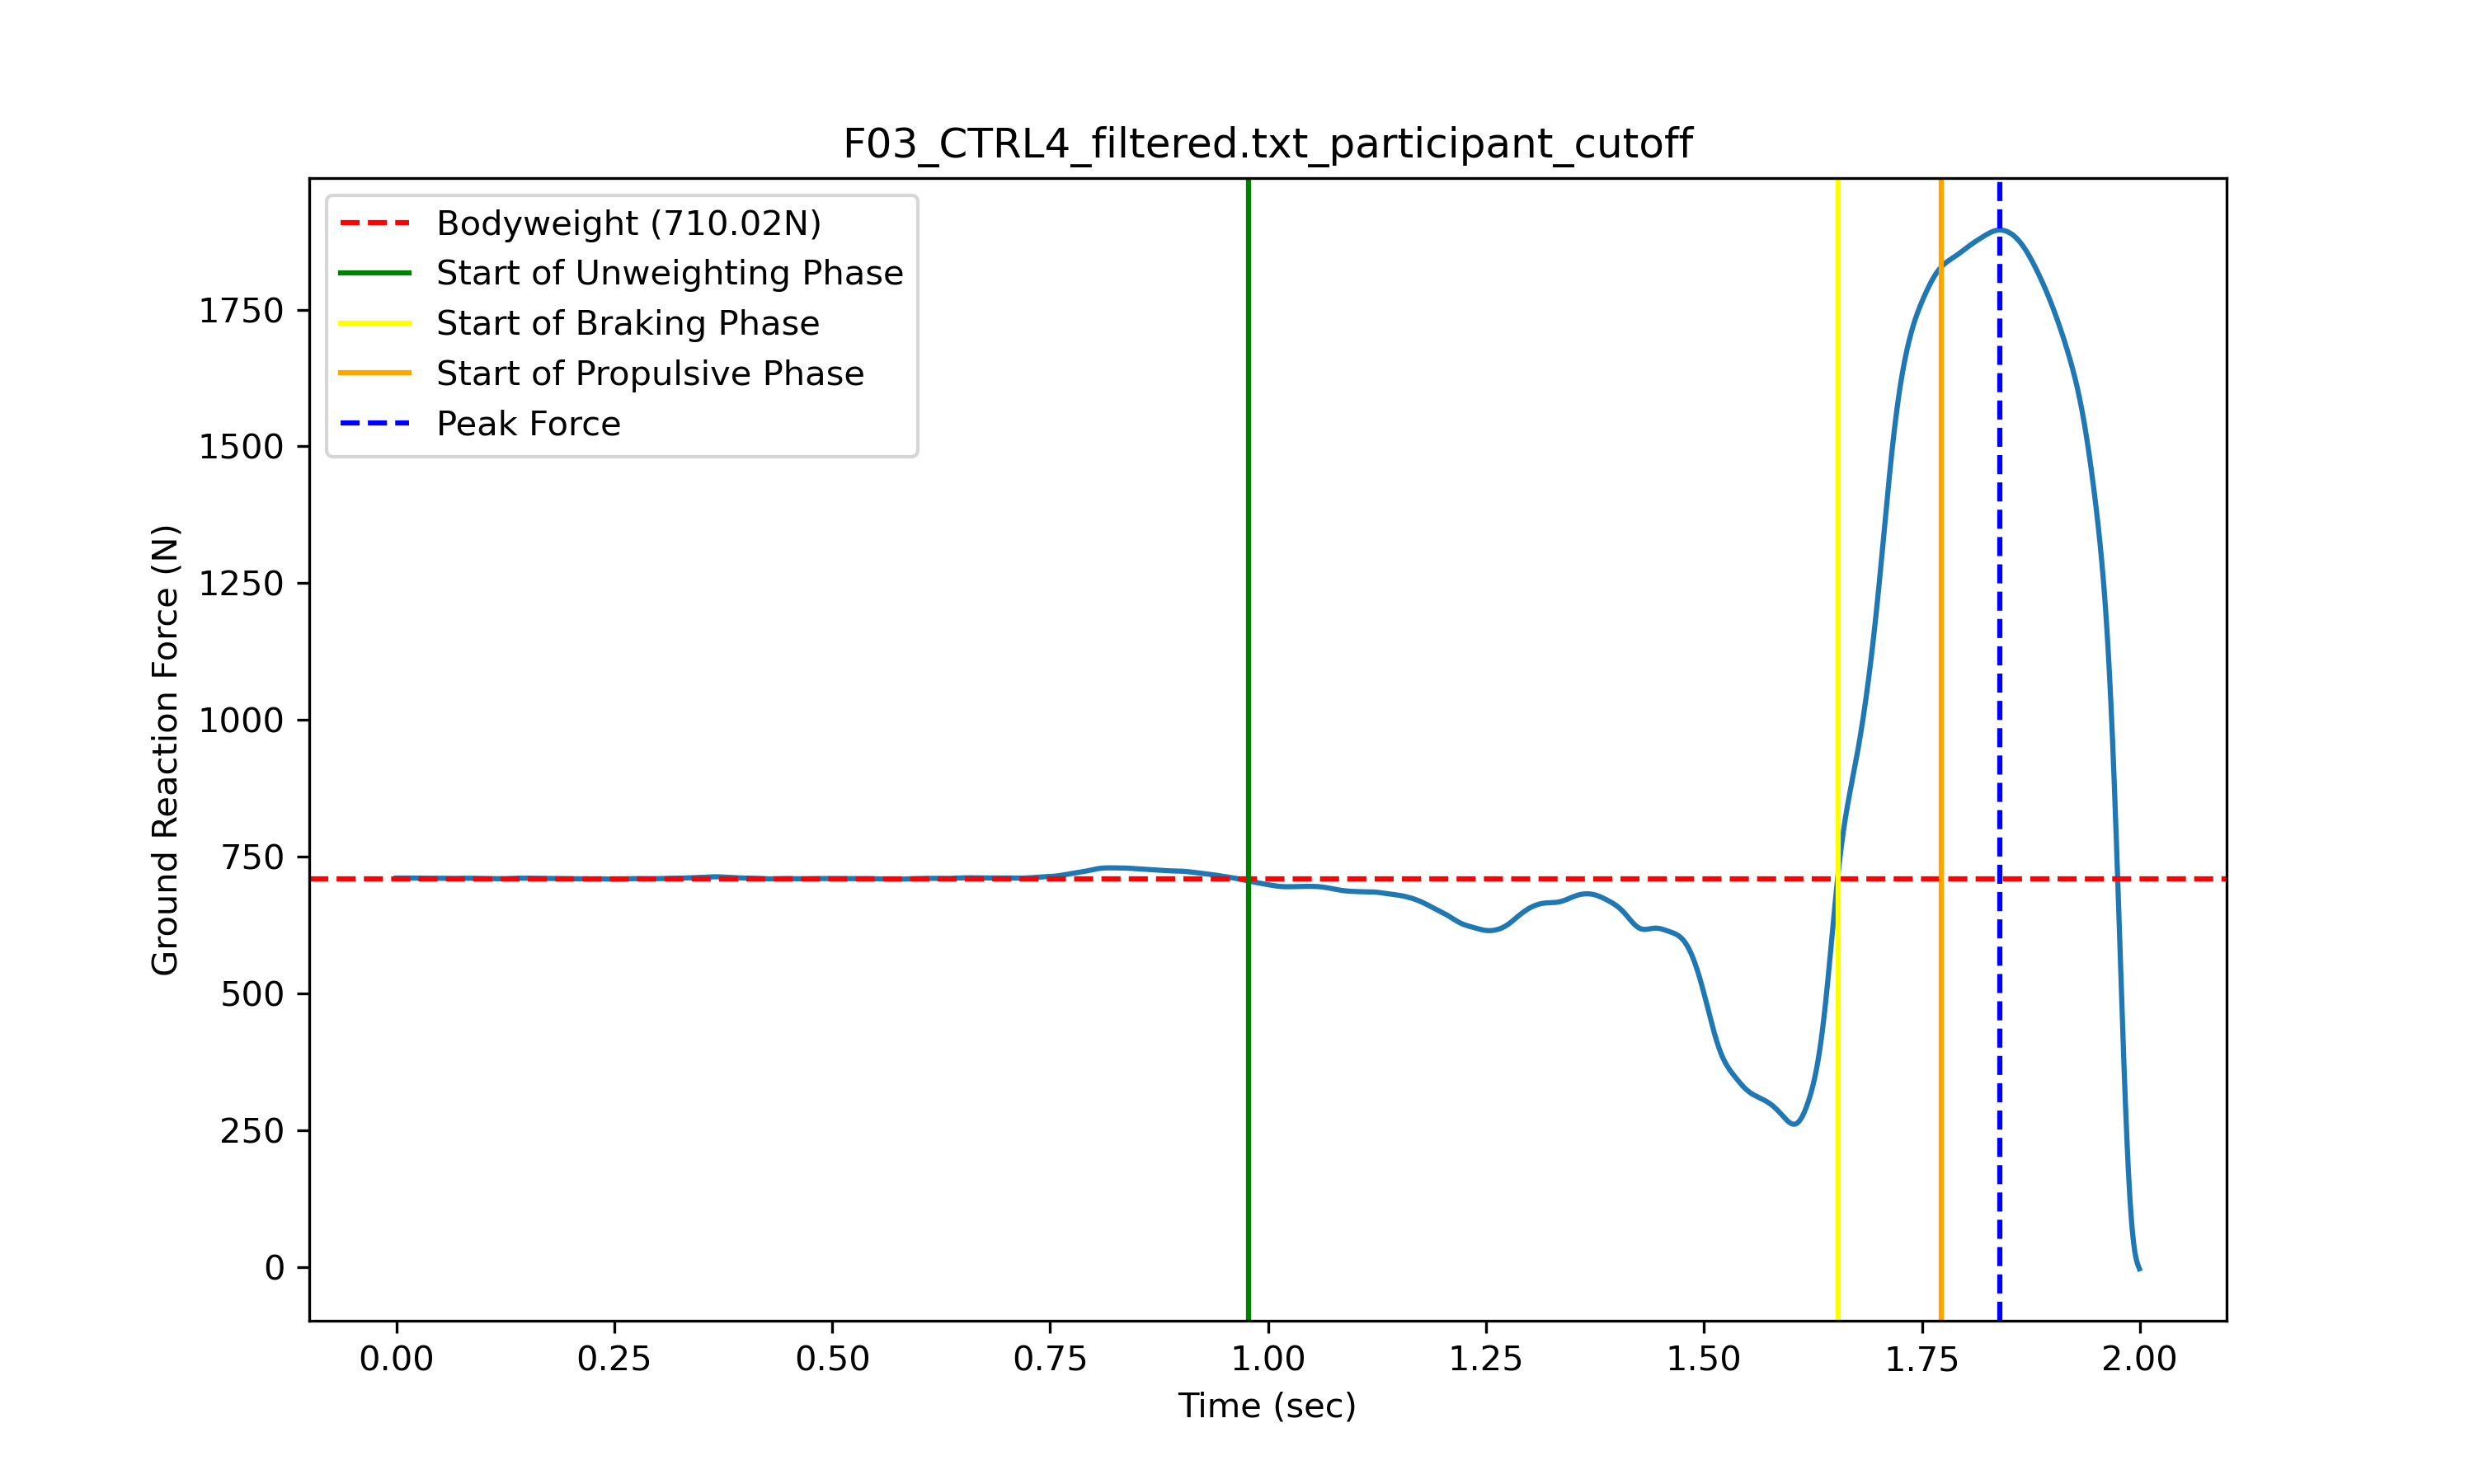 F03_CTRL4_filtered.txt_participant_cutoff
Bodyweight (710.02N)
Start of Unweighting Phase
Start of Braking Phase
Start of Propulsive Phase
Peak Force
Ground Reaction Force (N)
1750
1500
1250
1000
750
500
250
0
0.00 0.25 0.50 0.75 1.00 1.25 1.50 1.75 2.00
Time (sec)